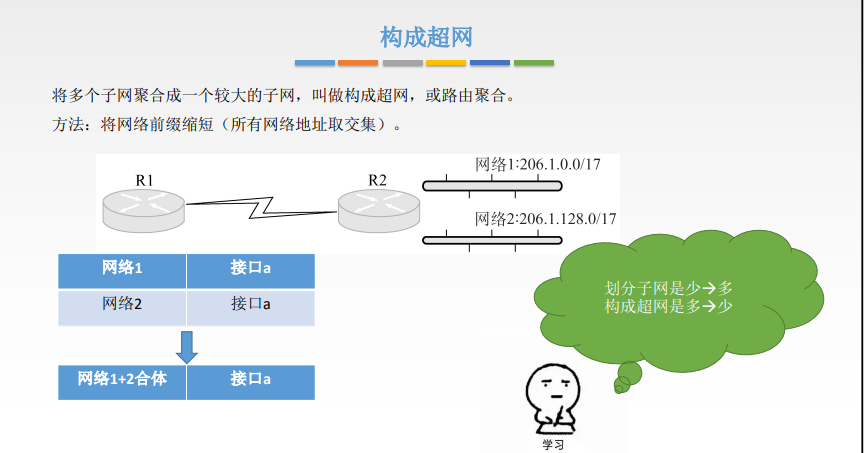 构成超网
将多个子网聚合成一个较大的子网，叫做构成超网，或路由聚合。
方法：将网络前缀缩短（所有网络地址取交集）。
R1
R2
网络1:206.1.0.0/17
网络2:206.1.128.0/17
网络1 接口a
网络2 接口a
网络1+2合体 接口a
划分子网是少→多
构成超网是多→少
学习